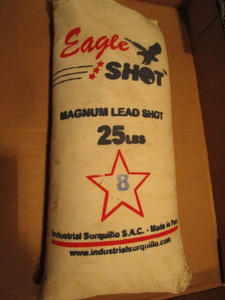 Eagle
SHOT
MAGNUM LEAD SHOT
25LBS
8
Industrial Surquillo S.A.C. - Made in Peru
www.industrialsurquillo.com